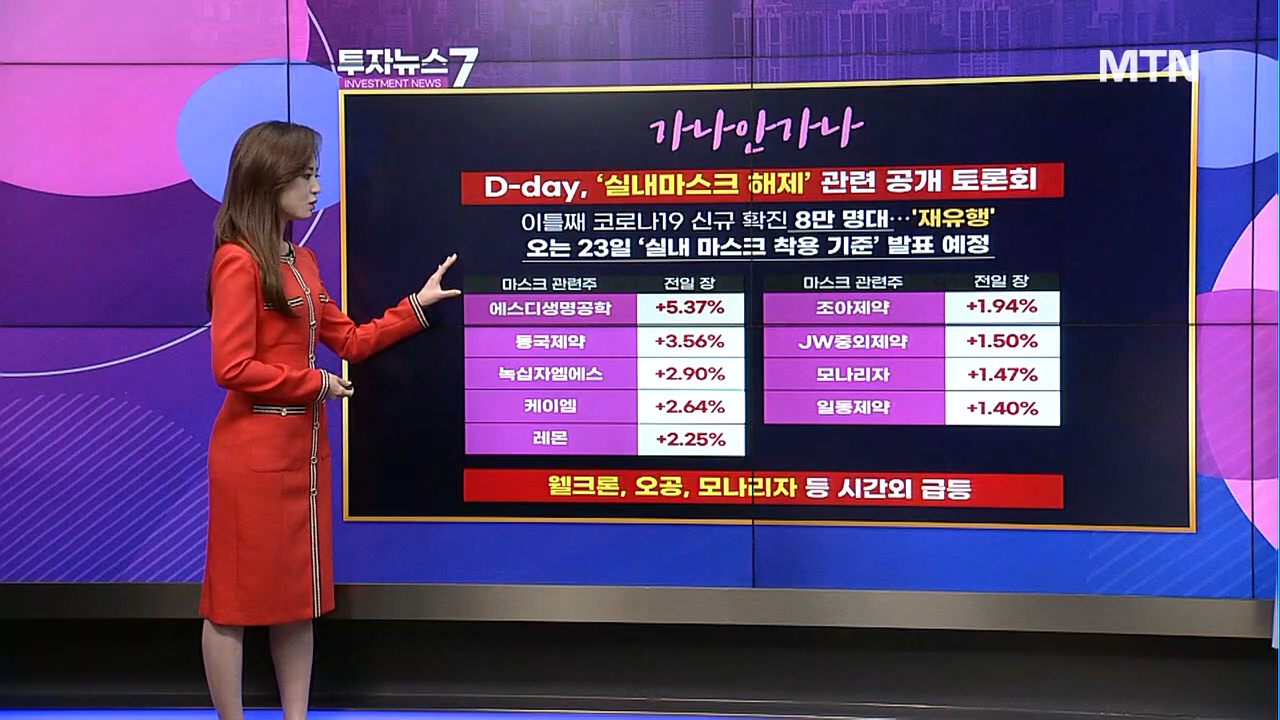 투자뉴스7
INVESTMENT NEWS
MTN
가나안가나
D-day, '실내마스크 해제' 관련 공개 토론회
이틀째 코로나19 신규 확진 8만 명대…'재유행'
오는 23일 '실내 마스크 착용 기준' 발표 예정
마스크 관련주 전일 장
에스디생명공학 +5.37%
동국제약 +3.56%
녹십자엠에스 +2.90%
케이엠 +2.64%
레몬 +2.25%
마스크 관련주 전일 장
조아제약 +1.94%
JW중외제약 +1.50%
모나리자 +1.47%
일동제약 +1.40%
웰크론, 오공, 모나리자 등 시간외 급등